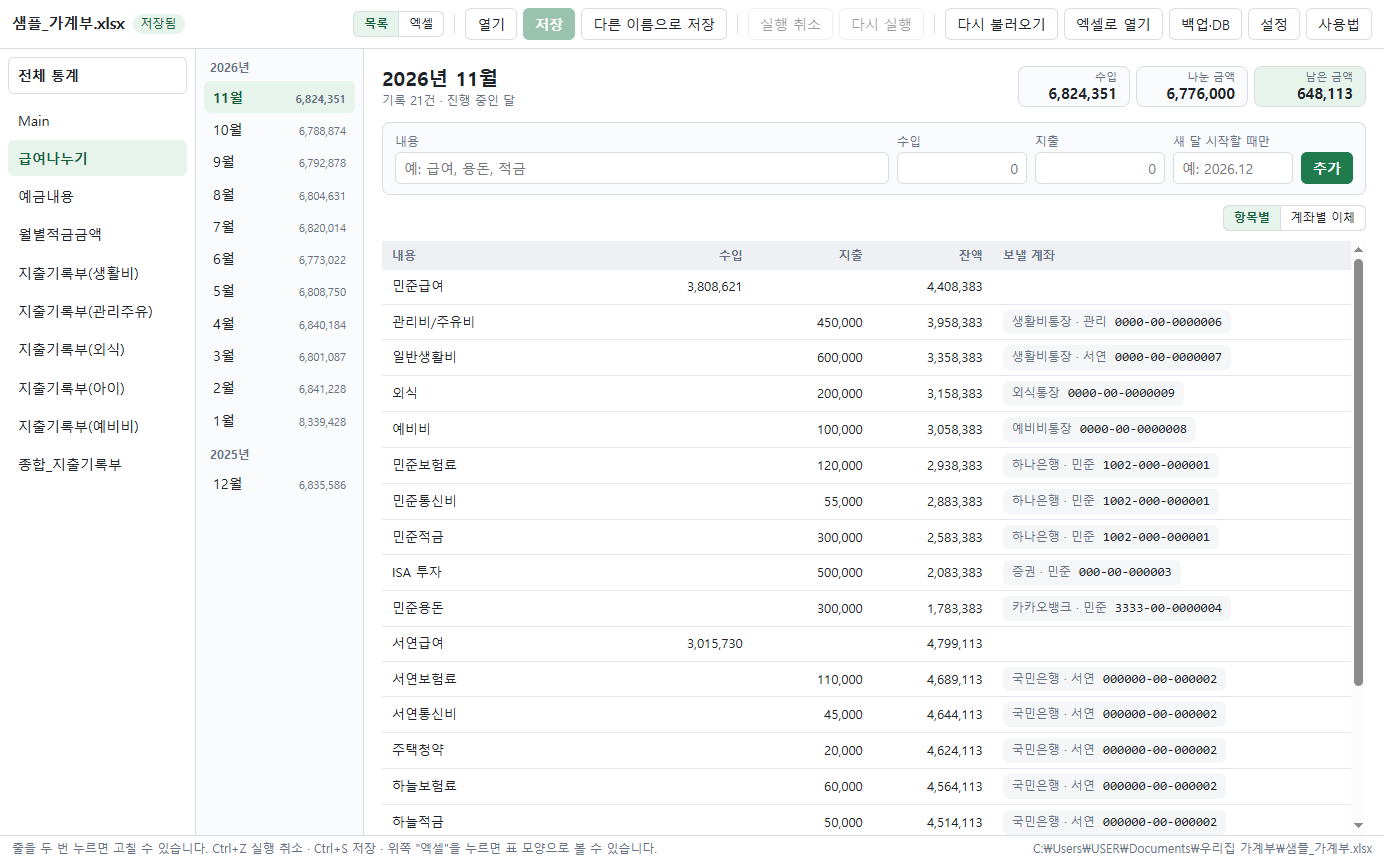 샘플_가계부.xlsx 저장됨 목록 엑셀 열기 저장 다른 이름으로 저장 실행 취소 다시 실행 다시 불러오기 엑셀로 열기 백업·DB 설정 사용법
전체 통계
Main
급여나누기
예금내용
월별적금금액
지출기록부(생활비)
지출기록부(관리주유)
지출기록부(외식)
지출기록부(아이)
지출기록부(예비비)
종합_지출기록부
2026년
11월 6,824,351
10월 6,788,874
9월 6,792,878
8월 6,804,631
7월 6,820,014
6월 6,773,022
5월 6,808,750
4월 6,840,184
3월 6,801,087
2월 6,841,228
1월 8,339,428
2025년
12월 6,835,586
2026년 11월
기록 21건 · 진행 중인 달
수입
6,824,351
나눈 금액
6,776,000
남은 금액
648,113
내용 수입 지출 새 달 시작할 때만
예: 급여, 용돈, 적금 0 0 예: 2026.12 추가
항목별 계좌별 이체
내용 수입 지출 잔액 보낼 계좌
민준급여 3,808,621 4,408,383
관리비/주유비 450,000 3,958,383 생활비통장 · 관리 0000-00-0000006
일반생활비 600,000 3,358,383 생활비통장 · 서연 0000-00-0000007
외식 200,000 3,158,383 외식통장 0000-00-0000009
예비비 100,000 3,058,383 예비비통장 0000-00-0000008
민준보험료 120,000 2,938,383 하나은행 · 민준 1002-000-000001
민준통신비 55,000 2,883,383 하나은행 · 민준 1002-000-000001
민준적금 300,000 2,583,383 하나은행 · 민준 1002-000-000001
ISA 투자 500,000 2,083,383 증권 · 민준 000-00-000003
민준용돈 300,000 1,783,383 카카오뱅크 · 민준 3333-00-0000004
서연급여 3,015,730 4,799,113
서연보험료 110,000 4,689,113 국민은행 · 서연 000000-00-000002
서연통신비 45,000 4,644,113 국민은행 · 서연 000000-00-000002
주택청약 20,000 4,624,113 국민은행 · 서연 000000-00-000002
하늘보험료 60,000 4,564,113 국민은행 · 서연 000000-00-000002
하늘적금 50,000 4,514,113 국민은행 · 서연 000000-00-000002
줄을 두 번 누르면 고칠 수 있습니다. Ctrl+Z 실행 취소 · Ctrl+S 저장 · 위쪽 "엑셀"을 누르면 표 모양으로 볼 수 있습니다.
C:₩Users₩USER₩Documents₩우리집 가계부₩샘플_가계부.xlsx